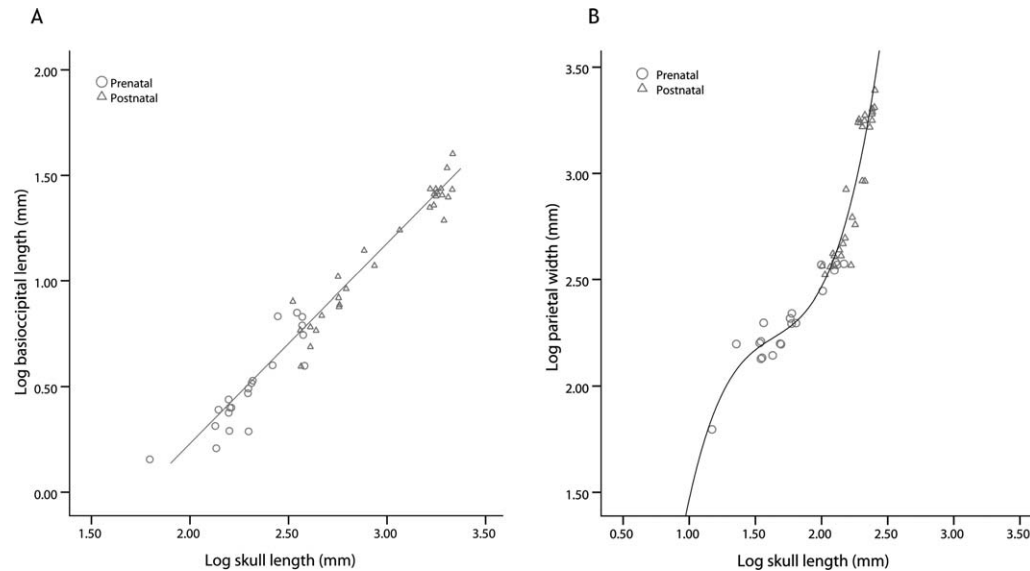 A
Log basioccipital length (mm)
2.00
1.50
1.00
0.50
0.00
Prenatal
Postnatal
1.50 2.00 2.50 3.00 3.50
Log skull length (mm)
B
Log parietal width (mm)
3.50
3.00
2.50
2.00
1.50
Prenatal
Postnatal
0.50 1.00 1.50 2.00 2.50 3.00 3.50
Log skull length (mm)